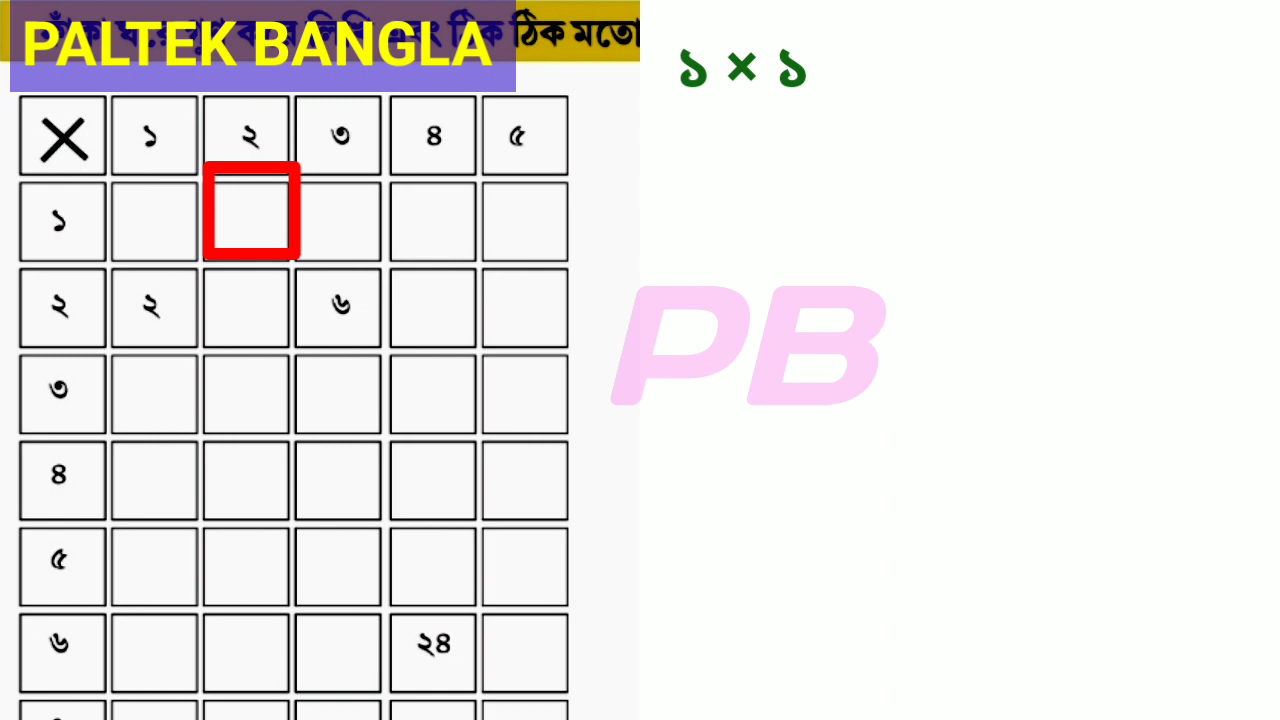 PALTEK BANGLA
ঠিক মতো
১ × ১
× ১ ২ ৩ ৪ ৫
১
২ ২ ৬
৩
৪
৫
৬ ২৪
PB